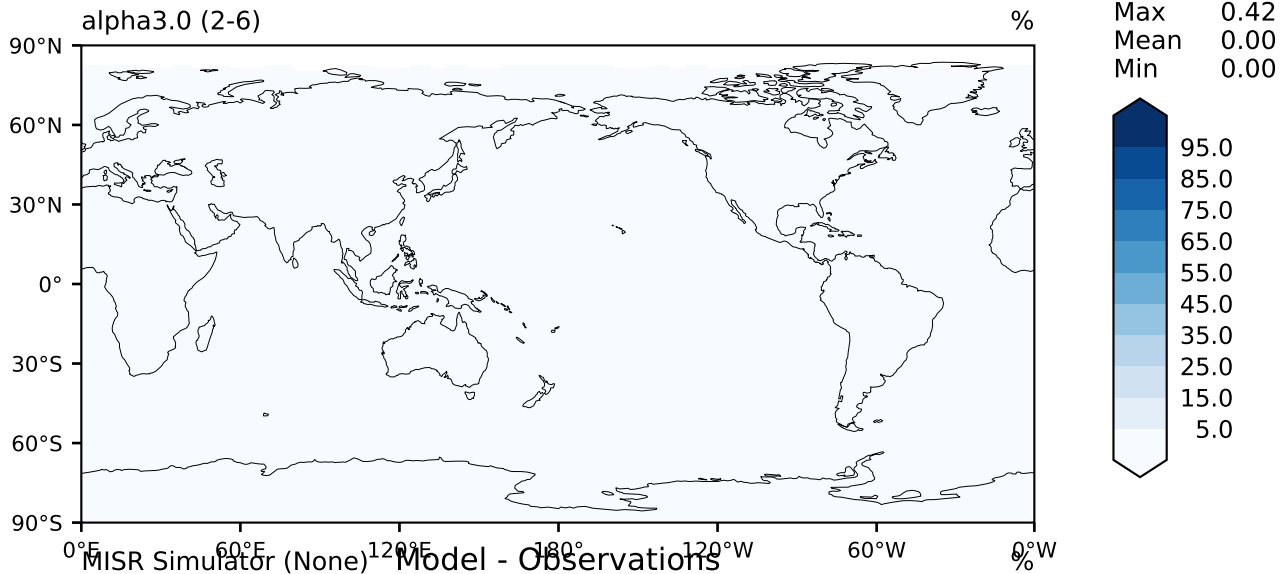 alpha3.0 (2-6) %
Max 0.42
Mean 0.00
Min 0.00
90°N
60°N
30°N
0°
30°S
60°S
90°S
0°E 60°E 120°E 180° 120°W 60°W 0°W
95.0
85.0
75.0
65.0
55.0
45.0
35.0
25.0
15.0
5.0
MISR Simulator (None) Model - Observations %